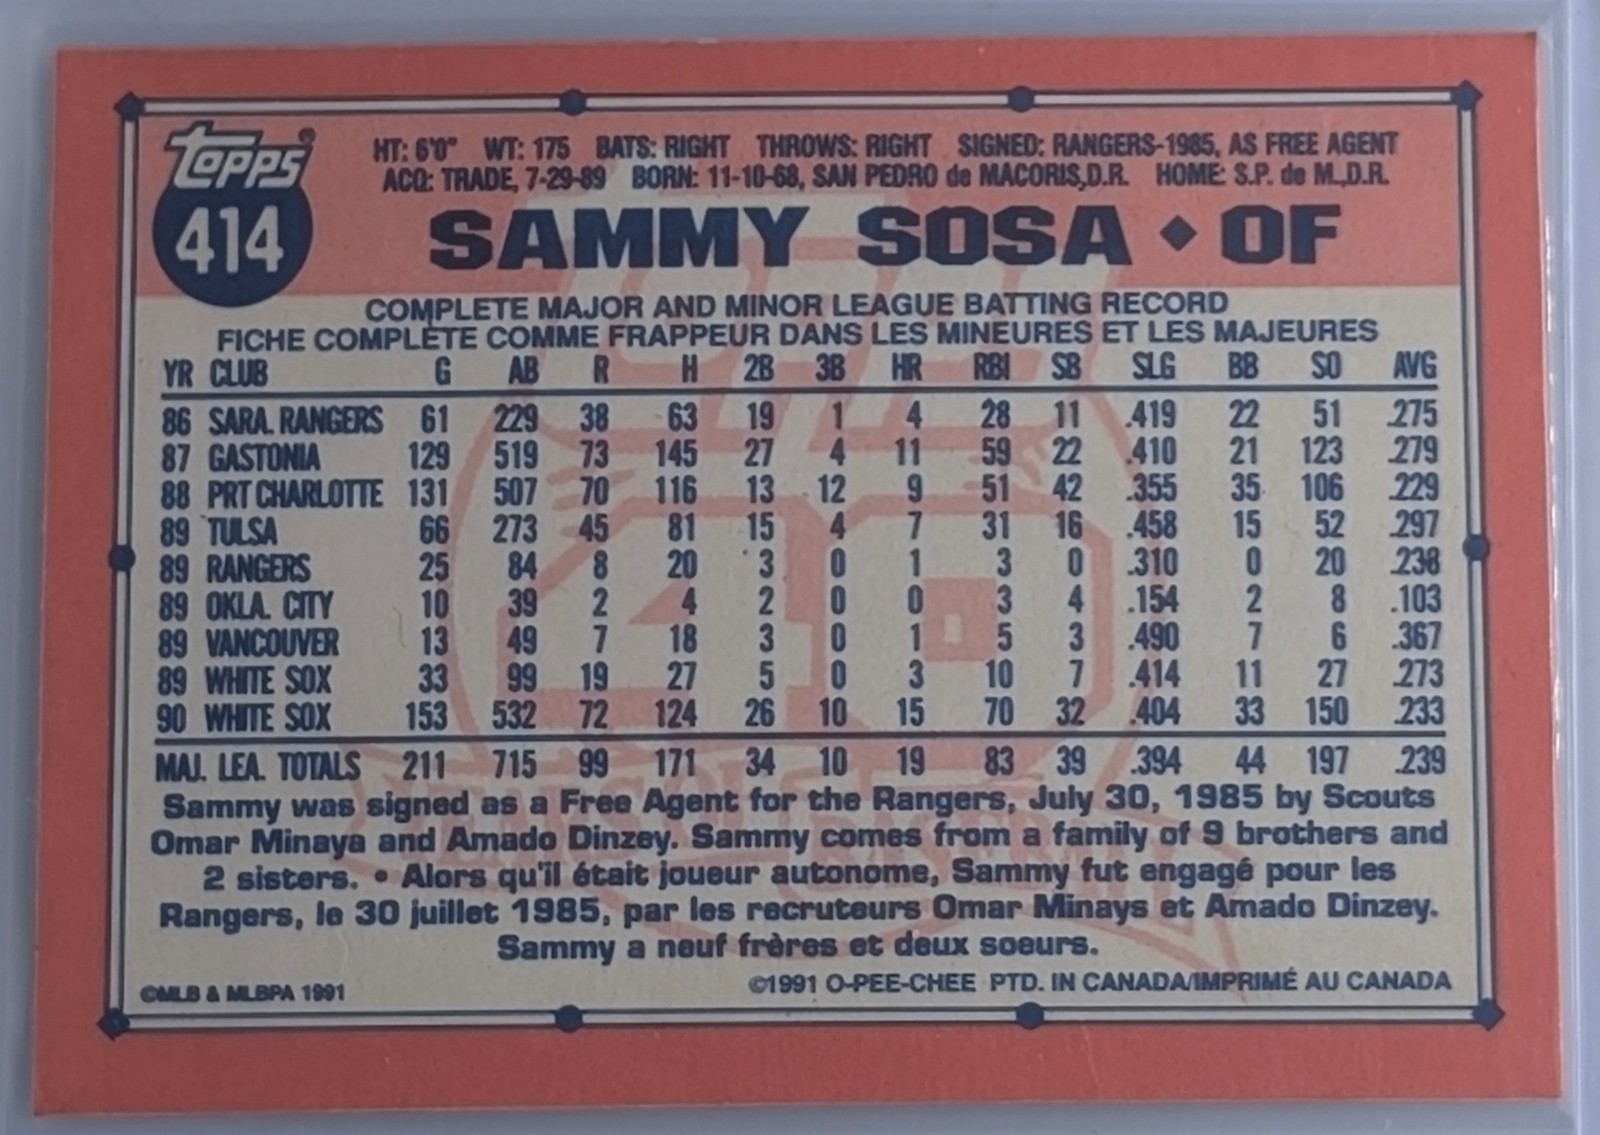 Topps®
414
HT: 6'0" WT: 175 BATS: RIGHT THROWS: RIGHT SIGNED: RANGERS-1985, AS FREE AGENT
ACQ: TRADE, 7-29-89 BORN: 11-10-68, SAN PEDRO de MACORIS,D.R. HOME: S.P. de M.,D.R.
SAMMY SOSA ◆ OF
COMPLETE MAJOR AND MINOR LEAGUE BATTING RECORD
FICHE COMPLÈTE COMME FRAPPEUR DANS LES MINEURES ET LES MAJEURES
YR CLUB G AB R H 2B 3B HR RBI SB SLG BB SO AVG
86 SARA. RANGERS 61 229 38 63 19 1 4 28 11 .419 22 51 .275
87 GASTONIA 129 519 73 145 27 4 11 59 22 .410 21 123 .279
88 PRT CHARLOTTE 131 507 70 116 13 12 9 51 42 .355 35 106 .229
89 TULSA 66 273 45 81 15 4 7 31 16 .458 15 52 .297
89 RANGERS 25 84 8 20 3 0 1 3 0 .310 0 20 .238
89 OKLA. CITY 10 39 2 4 2 0 0 3 4 .154 2 8 .103
89 VANCOUVER 13 49 7 18 3 0 1 5 3 .490 7 6 .367
89 WHITE SOX 33 99 19 27 5 0 3 10 7 .414 11 27 .273
90 WHITE SOX 153 532 72 124 26 10 15 70 32 .404 33 150 .233
MAJ. LEA. TOTALS 211 715 99 171 34 10 19 83 39 .394 44 197 .239
Sammy was signed as a Free Agent for the Rangers, July 30, 1985 by Scouts
Omar Minaya and Amado Dinzey. Sammy comes from a family of 9 brothers and
2 sisters. • Alors qu'il était joueur autonome, Sammy fut engagé pour les
Rangers, le 30 juillet 1985, par les recruteurs Omar Minays et Amado Dinzey.
Sammy a neuf frères et deux soeurs.
©MLB & MLBPA 1991
©1991 O-PEE-CHEE PTD. IN CANADA/IMPRIMÉ AU CANADA